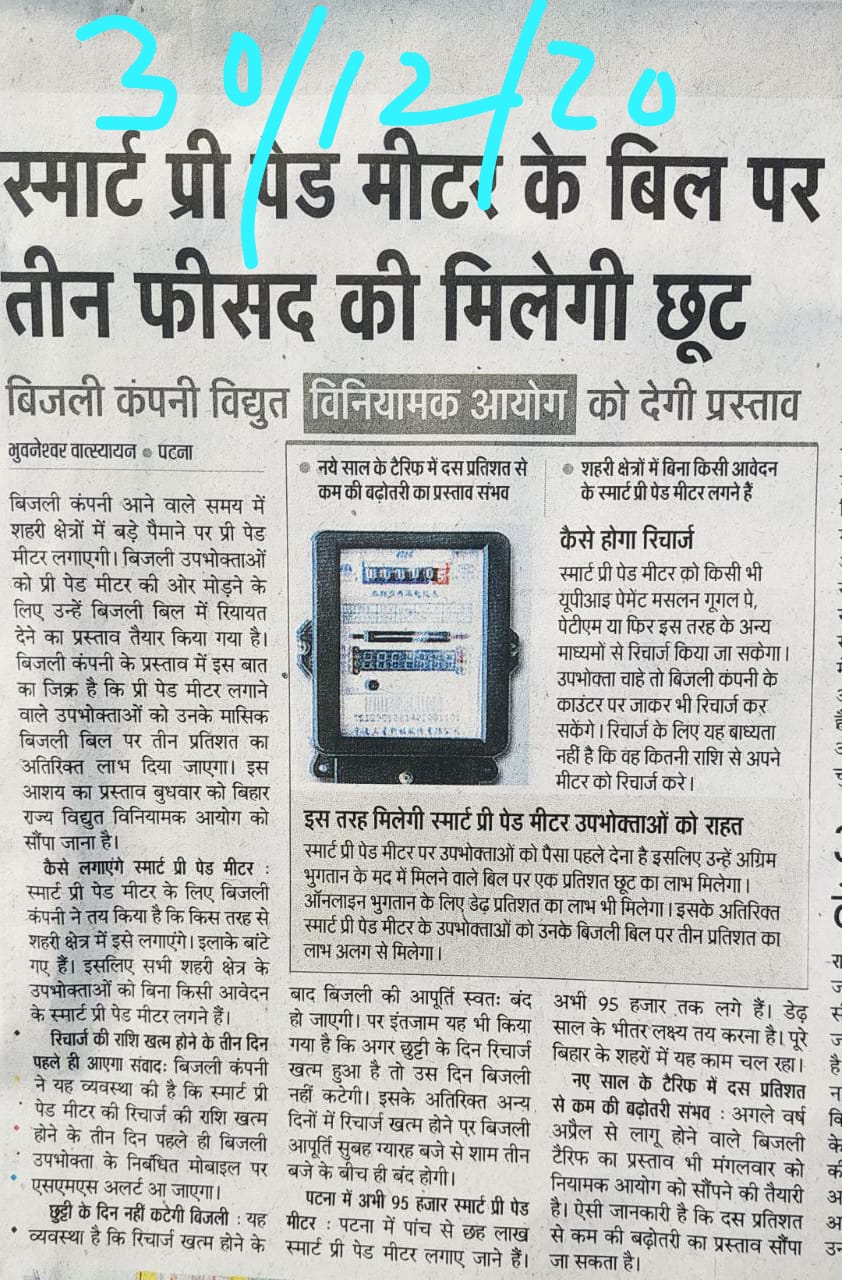 30/12/20
स्मार्ट प्री पेड मीटर के बिल पर
तीन फीसद की मिलेगी छूट
बिजली कंपनी विद्युत विनियामक आयोग को देगी प्रस्ताव
भुवनेश्वर वात्स्यायन ● पटना
बिजली कंपनी आने वाले समय में
शहरी क्षेत्रों में बड़े पैमाने पर प्री पेड
मीटर लगाएगी। बिजली उपभोक्ताओं
को प्री पेड मीटर की ओर मोड़ने के
लिए उन्हें बिजली बिल में रियायत
देने का प्रस्ताव तैयार किया गया है।
बिजली कंपनी के प्रस्ताव में इस बात
का जिक्र है कि प्री पेड मीटर लगाने
वाले उपभोक्ताओं को उनके मासिक
बिजली बिल पर तीन प्रतिशत का
अतिरिक्त लाभ दिया जाएगा। इस
आशय का प्रस्ताव बुधवार को बिहार
राज्य विद्युत विनियामक आयोग को
सौंपा जाना है।
कैसे लगाएंगे स्मार्ट प्री पेड मीटर :
स्मार्ट प्री पेड मीटर के लिए बिजली
कंपनी ने तय किया है कि किस तरह से
शहरी क्षेत्र में इसे लगाएंगे। इलाके बांटे
गए हैं। इसलिए सभी शहरी क्षेत्र के
उपभोक्ताओं को बिना किसी आवेदन
के स्मार्ट प्री पेड मीटर लगने हैं।
रिचार्ज की राशि खत्म होने के तीन दिन
पहले ही आएगा संवाद: बिजली कंपनी
ने यह व्यवस्था की है कि स्मार्ट प्री
पेड मीटर की रिचार्ज की राशि खत्म
होने के तीन दिन पहले ही बिजली
उपभोक्ता के निबंधित मोबाइल पर
एसएमएस अलर्ट आ जाएगा।
छुट्टी के दिन नहीं कटेगी बिजली : यह
व्यवस्था है कि रिचार्ज खत्म होने के
● नये साल के टैरिफ में दस प्रतिशत से
कम की बढ़ोतरी का प्रस्ताव संभव
● शहरी क्षेत्रों में बिना किसी आवेदन
के स्मार्ट प्री पेड मीटर लगने हैं
कैसे होगा रिचार्ज
स्मार्ट प्री पेड मीटर को किसी भी
यूपीआइ पेमेंट मसलन गूगल पे,
पेटीएम या फिर इस तरह के अन्य
माध्यमों से रिचार्ज किया जा सकेगा।
उपभोक्ता चाहे तो बिजली कंपनी के
काउंटर पर जाकर भी रिचार्ज कर
सकेंगे। रिचार्ज के लिए यह बाध्यता
नहीं है कि वह कितनी राशि से अपने
मीटर को रिचार्ज करे।
इस तरह मिलेगी स्मार्ट प्री पेड मीटर उपभोक्ताओं को राहत
स्मार्ट प्री पेड मीटर पर उपभोक्ताओं को पैसा पहले देना है इसलिए उन्हें अग्रिम
भुगतान के मद में मिलने वाले बिल पर एक प्रतिशत छूट का लाभ मिलेगा।
ऑनलाइन भुगतान के लिए डेढ़ प्रतिशत का लाभ भी मिलेगा। इसके अतिरिक्त
स्मार्ट प्री पेड मीटर के उपभोक्ताओं को उनके बिजली बिल पर तीन प्रतिशत का
लाभ अलग से मिलेगा।
बाद बिजली की आपूर्ति स्वतः बंद
हो जाएगी। पर इंतजाम यह भी किया
गया है कि अगर छुट्टी के दिन रिचार्ज
खत्म हुआ है तो उस दिन बिजली
नहीं कटेगी। इसके अतिरिक्त अन्य
दिनों में रिचार्ज खत्म होने पर बिजली
आपूर्ति सुबह ग्यारह बजे से शाम तीन
बजे के बीच ही बंद होगी।
पटना में अभी 95 हजार स्मार्ट प्री पेड
मीटर : पटना में पांच से छह लाख
स्मार्ट प्री पेड मीटर लगाए जाने हैं।
अभी 95 हजार तक लगे हैं। डेढ़
साल के भीतर लक्ष्य तय करना है। पूरे
बिहार के शहरों में यह काम चल रहा।
नए साल के टैरिफ में दस प्रतिशत
से कम की बढ़ोतरी संभव : अगले वर्ष
अप्रैल से लागू होने वाले बिजली
टैरिफ का प्रस्ताव भी मंगलवार को
नियामक आयोग को सौंपने की तैयारी
है। ऐसी जानकारी है कि दस प्रतिशत
से कम की बढ़ोतरी का प्रस्ताव सौंपा
जा सकता है।